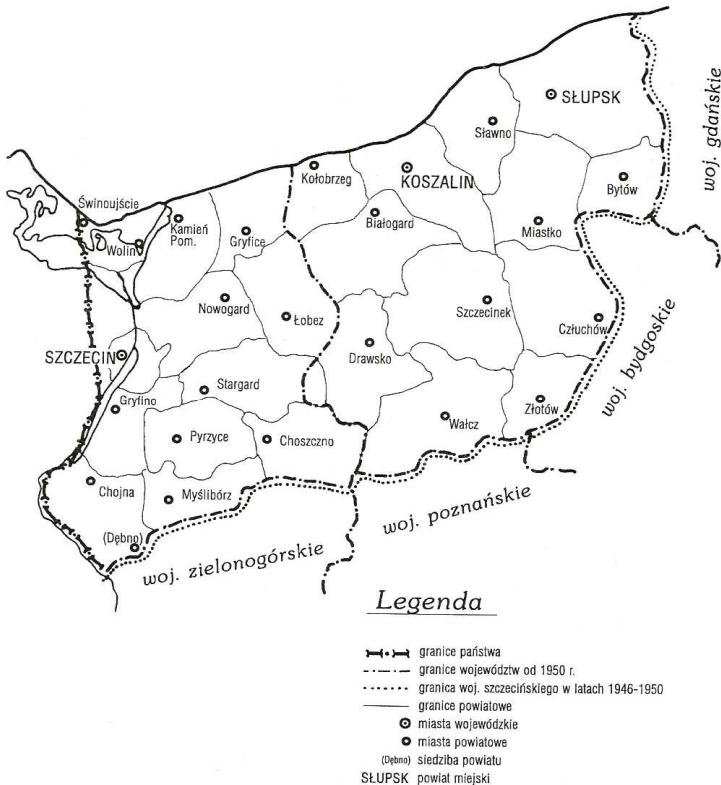 SŁUPSK
woj. gdańskie
Sławno
Kołobrzeg
KOSZALIN
Bytów
Świnoujście
Kamień
Pom.
Białogard
Miastko
Wolin
Gryfice
Nowogard
Szczecinek
Łobez
Człuchów
SZCZECIN
Drawsko
woj. bydgoskie
Stargard
Gryfino
Złotów
Wałcz
Pyrzyce
Choszczno
Chojna
Myślibórz
woj. poznańskie
(Dębno)
woj. zielonogórskie
Legenda
granice państwa
granice województw od 1950 r.
granica woj. szczecińskiego w latach 1946-1950
granice powiatowe
miasta wojewódzkie
miasta powiatowe
(Dębno) siedziba powiatu
SŁUPSK powiat miejski